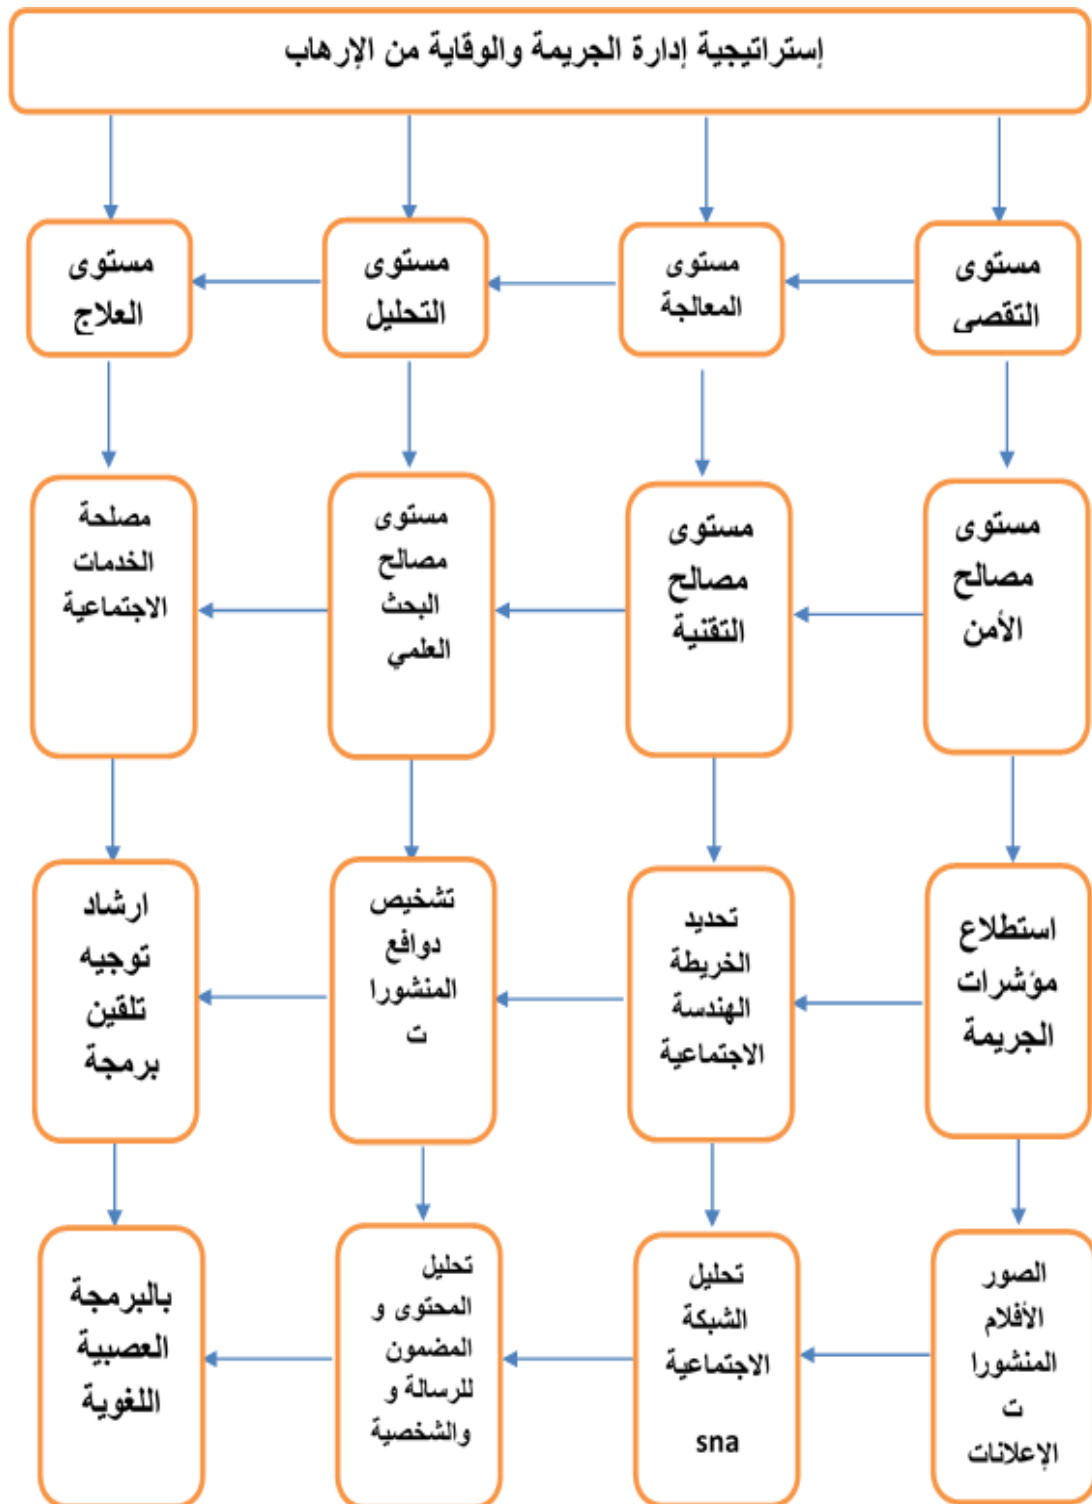 إستراتيجية إدارة الجريمة والوقاية من الإرهاب
مستوى
التقصي
مستوى
المعالجة
مستوى
التحليل
مستوى
العلاج
مستوى
مصالح
الأمن
مستوى
مصالح
التقنية
مستوى
مصالح
البحث
العلمي
مصلحة
الخدمات
الاجتماعية
استطلاع
مؤشرات
الجريمة
تحديد
الخريطة
الهندسة
الاجتماعية
تشخيص
دوافع
المنشورا
ت
ارشاد
توجيه
تلقين
برمجة
الصور
الأفلام
المنشورا
ت
الإعلانات
تحليل
الشبكة
الاجتماعية
sna
تحليل
المحتوى و
المضمون
للرسالة و
والشخصية
بالبرمجة
العصبية
اللغوية